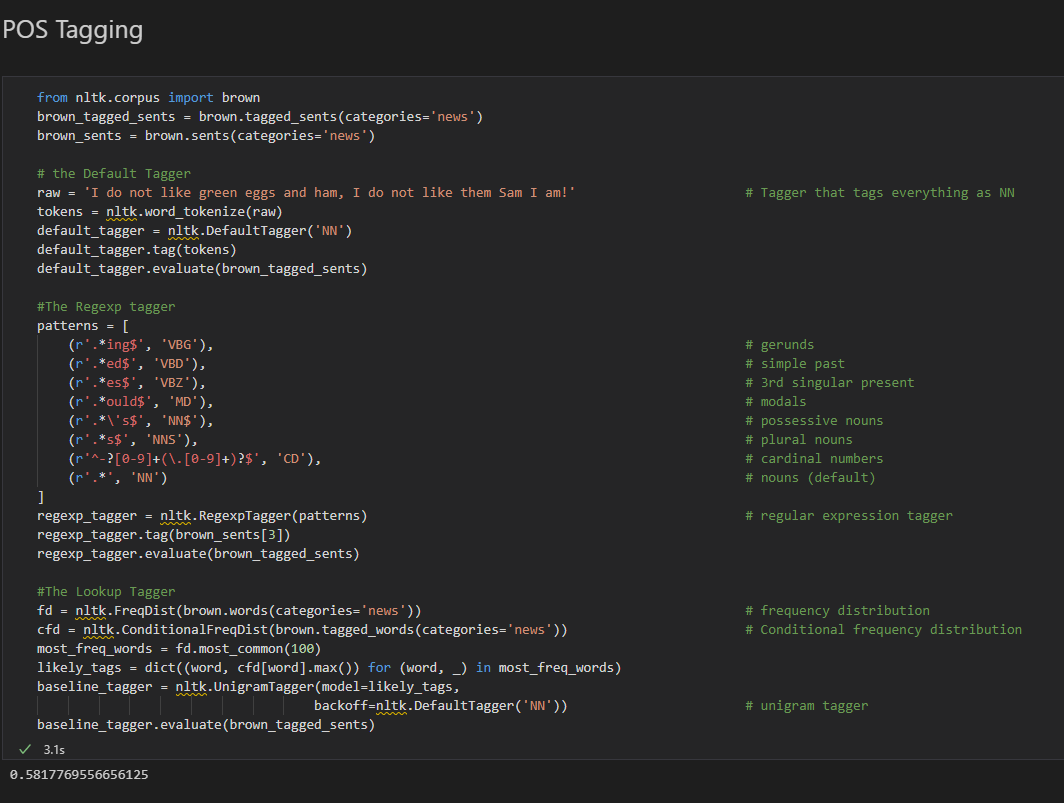 POS Tagging
from nltk.corpus import brown
brown_tagged_sents = brown.tagged_sents(categories='news')
brown_sents = brown.sents(categories='news')
# the Default Tagger
raw = 'I do not like green eggs and ham, I do not like them Sam I am!' # Tagger that tags everything as NN
tokens = nltk.word_tokenize(raw)
default_tagger = nltk.DefaultTagger('NN')
default_tagger.tag(tokens)
default_tagger.evaluate(brown_tagged_sents)
#The Regexp tagger
patterns = [
(r'.*ing$', 'VBG'), # gerunds
(r'.*ed$', 'VBD'), # simple past
(r'.*es$', 'VBZ'), # 3rd singular present
(r'.*ould$', 'MD'), # modals
(r'.*\'s$', 'NN$'), # possessive nouns
(r'.*s$', 'NNS'), # plural nouns
(r'^-?[0-9]+(\.[0-9]+)?$', 'CD'), # cardinal numbers
(r'.*', 'NN') # nouns (default)
]
regexp_tagger = nltk.RegexpTagger(patterns) # regular expression tagger
regexp_tagger.tag(brown_sents[3])
regexp_tagger.evaluate(brown_tagged_sents)
#The Lookup Tagger
fd = nltk.FreqDist(brown.words(categories='news')) # frequency distribution
cfd = nltk.ConditionalFreqDist(brown.tagged_words(categories='news')) # Conditional frequency distribution
most_freq_words = fd.most_common(100)
likely_tags = dict((word, cfd[word].max()) for (word, _) in most_freq_words)
baseline_tagger = nltk.UnigramTagger(model=likely_tags,
backoff=nltk.DefaultTagger('NN')) # unigram tagger
baseline_tagger.evaluate(brown_tagged_sents)
3.1s
0.5817769556656125